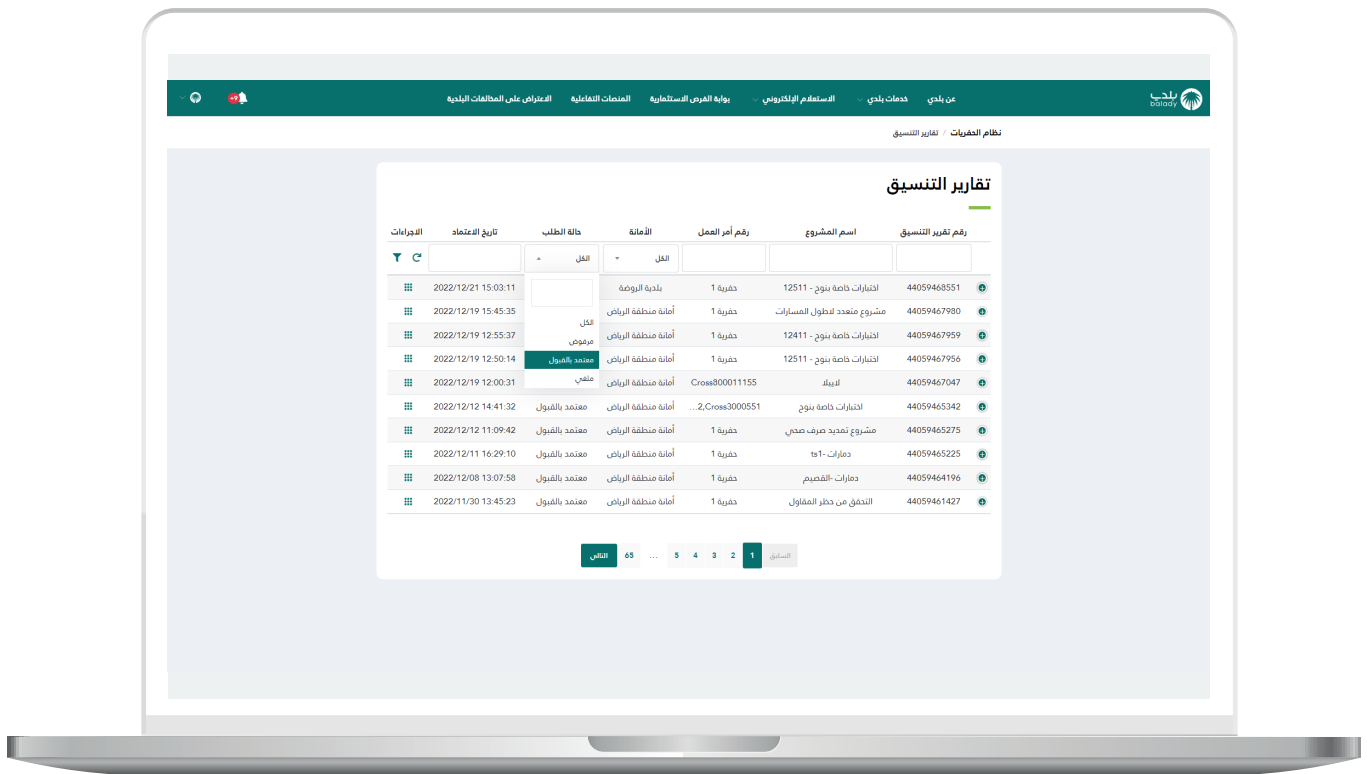 بلدي
balady
عن بلدي خدمات بلدي الاستعلام الإلكتروني بوابة الفرص الاستثمارية المنصات التفاعلية الاعتراض على المخالفات البلدية
+9
نظام الحفريات / تقارير التنسيق
تقارير التنسيق
رقم تقرير التنسيق اسم المشروع رقم أمر العمل الأمانة حالة الطلب تاريخ الاعتماد الاجراءات
الكل الكل
44059468551 اختبارات خاصة بنوح - 12511 حفرية 1 بلدية الروضة 2022/12/21 15:03:11
44059467980 مشروع متعدد لاطول المسارات حفرية 1 أمانة منطقة الرياض 2022/12/19 15:45:35
الكل
44059467959 اختبارات خاصة بنوح - 12411 حفرية 1 أمانة منطقة الرياض 2022/12/19 12:55:37
مرفوض
44059467956 اختبارات خاصة بنوح - 12511 حفرية 1 أمانة منطقة الرياض معتمد بالقبول 2022/12/19 12:50:14
44059467047 لايبلا Cross800011155 أمانة منطقة الرياض ملغي 2022/12/19 12:00:31
44059465342 اختبارات خاصة بنوح ...2,Cross3000551 أمانة منطقة الرياض معتمد بالقبول 2022/12/12 14:41:32
44059465275 مشروع تمديد صرف صحي حفرية 1 أمانة منطقة الرياض معتمد بالقبول 2022/12/12 11:09:42
44059465225 دمارات -ts1 حفرية 1 أمانة منطقة الرياض معتمد بالقبول 2022/12/11 16:29:10
44059464196 دمارات -القصيم حفرية 1 أمانة منطقة الرياض معتمد بالقبول 2022/12/08 13:07:58
44059461427 التحقق من حظر المقاول حفرية 1 أمانة منطقة الرياض معتمد بالقبول 2022/11/30 13:45:23
السابق 1 2 3 4 5 ... 65 التالي